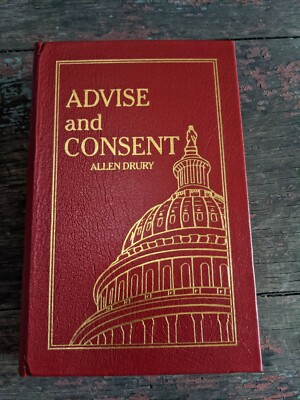 ADVISE
and
CONSENT
ALLEN DRURY